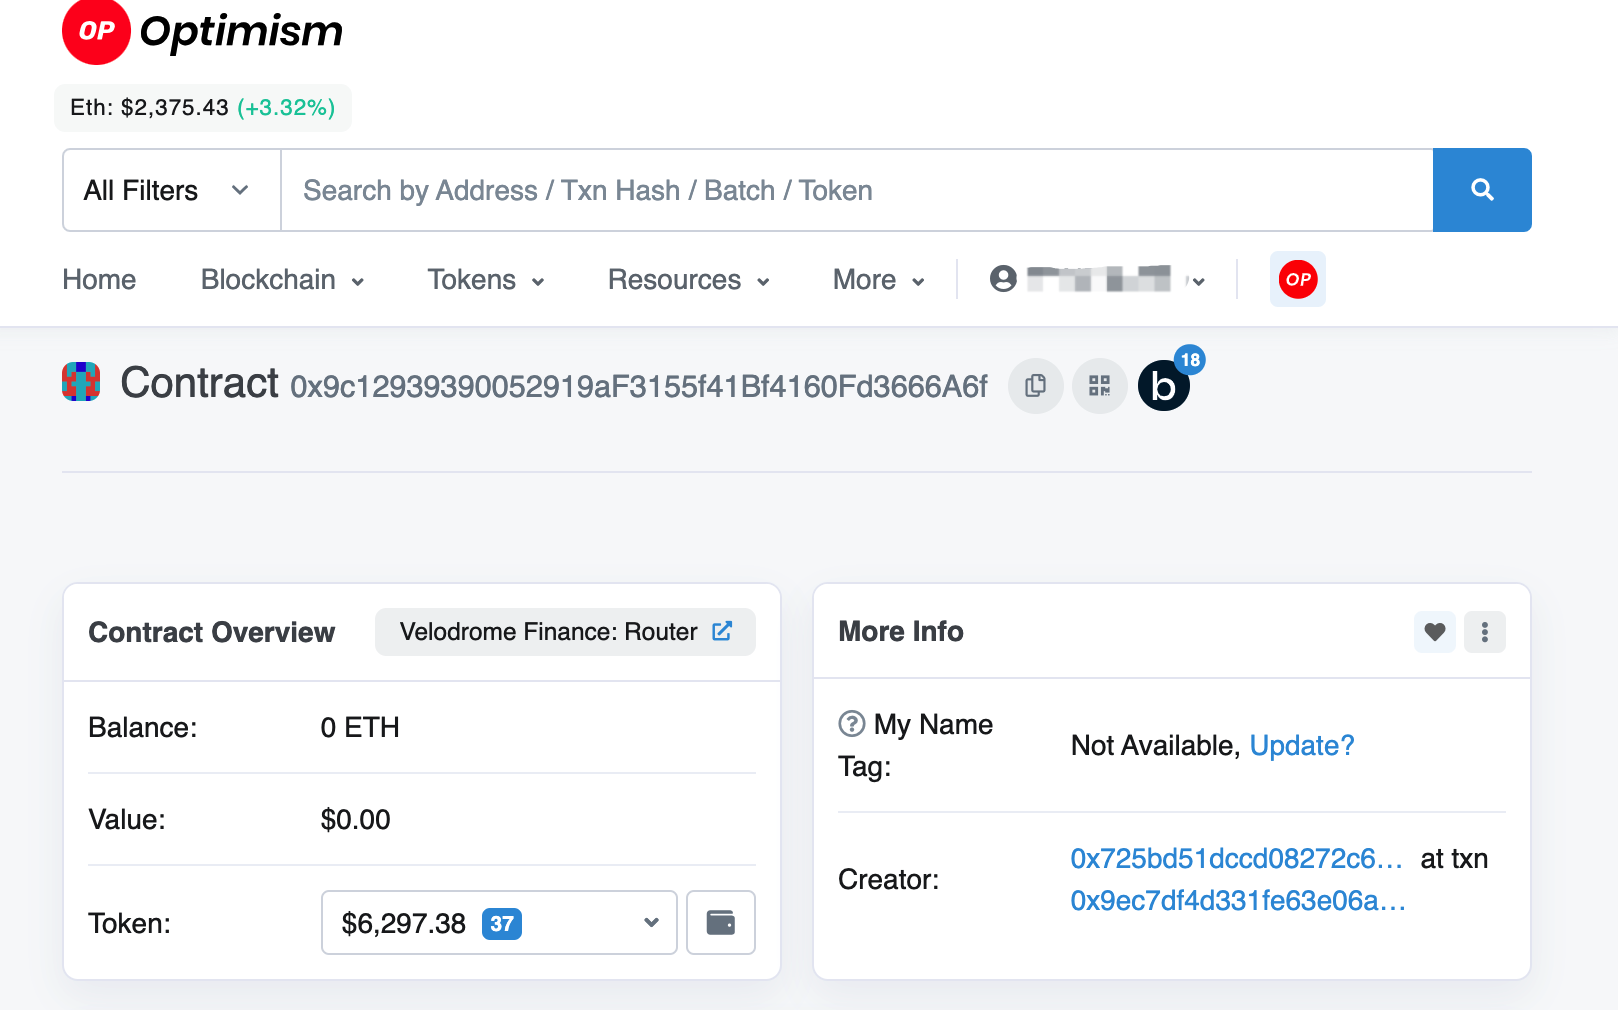 OP Optimism
Eth: $2,375.43 (+3.32%)
All Filters Search by Address / Txn Hash / Batch / Token
Home Blockchain Tokens Resources More OP
Contract 0x9c12939390052919aF3155f41Bf4160Fd3666A6f b 18
Contract Overview Velodrome Finance: Router
Balance: 0 ETH
Value: $0.00
Token: $6,297.38 37
More Info
My Name
Tag:
Not Available, Update?
Creator:
0x725bd51dccd08272c6... at txn
0x9ec7df4d331fe63e06a...